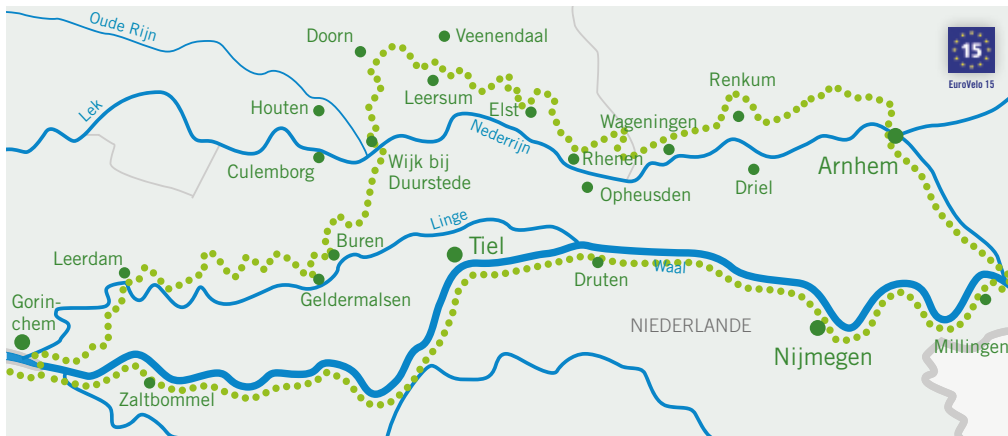 Oude Rijn
Doorn
Veenendaal
15
EuroVelo 15
Renkum
Leersum
Lek
Houten
Elst
Wageningen
Nederrijn
Culemborg
Wijk bij
Duurstede
Rhenen
Arnhem
Opheusden
Driel
Linge
Buren
Tiel
Leerdam
Geldermalsen
Druten
Waal
Gorin-
chem
NIEDERLANDE
Nijmegen
Millingen
Zaltbommel